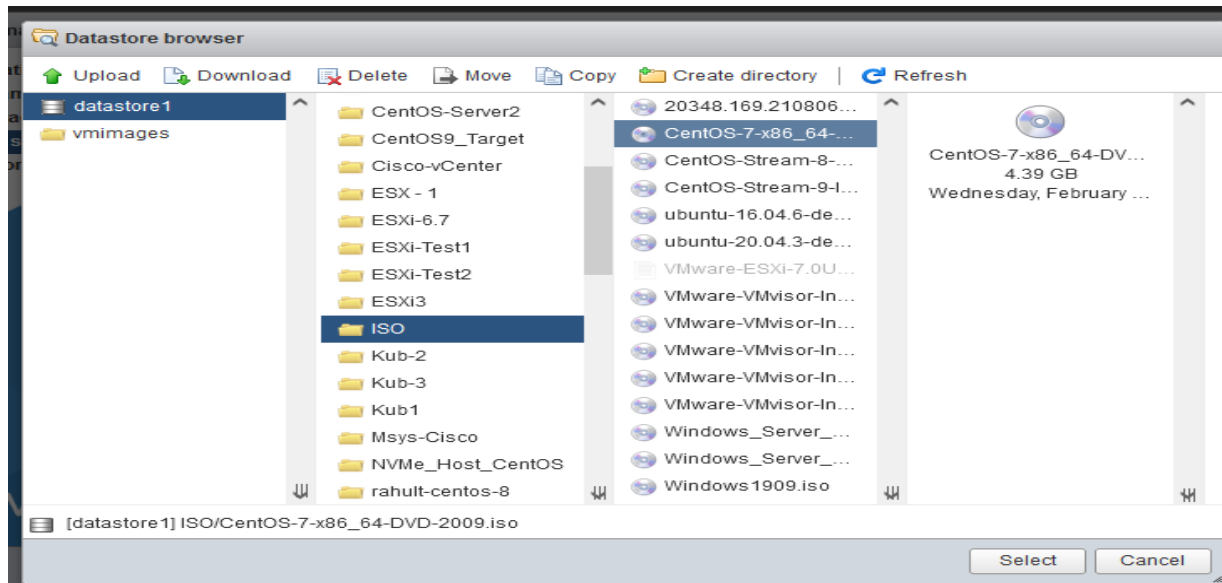 Datastore browser
Upload Download Delete Move Copy Create directory Refresh
datastore1
vmimages
CentOS-Server2
CentOS9_Target
Cisco-vCenter
ESX - 1
ESXi-6.7
ESXi-Test1
ESXi-Test2
ESXi3
ISO
Kub-2
Kub-3
Kub1
Msys-Cisco
NVMe_Host_CentOS
rahult-centos-8
20348.169.210806...
CentOS-7-x86_64-...
CentOS-Stream-8-...
CentOS-Stream-9-I...
ubuntu-16.04.6-de...
ubuntu-20.04.3-de...
VMware-ESXi-7.0U...
VMware-VMvisor-In...
VMware-VMvisor-In...
VMware-VMvisor-In...
VMware-VMvisor-In...
VMware-VMvisor-In...
Windows_Server_...
Windows_Server_...
Windows1909.iso
CentOS-7-x86_64-DV...
4.39 GB
Wednesday, February ...
[datastore1] ISO/CentOS-7-x86_64-DVD-2009.iso
Select Cancel